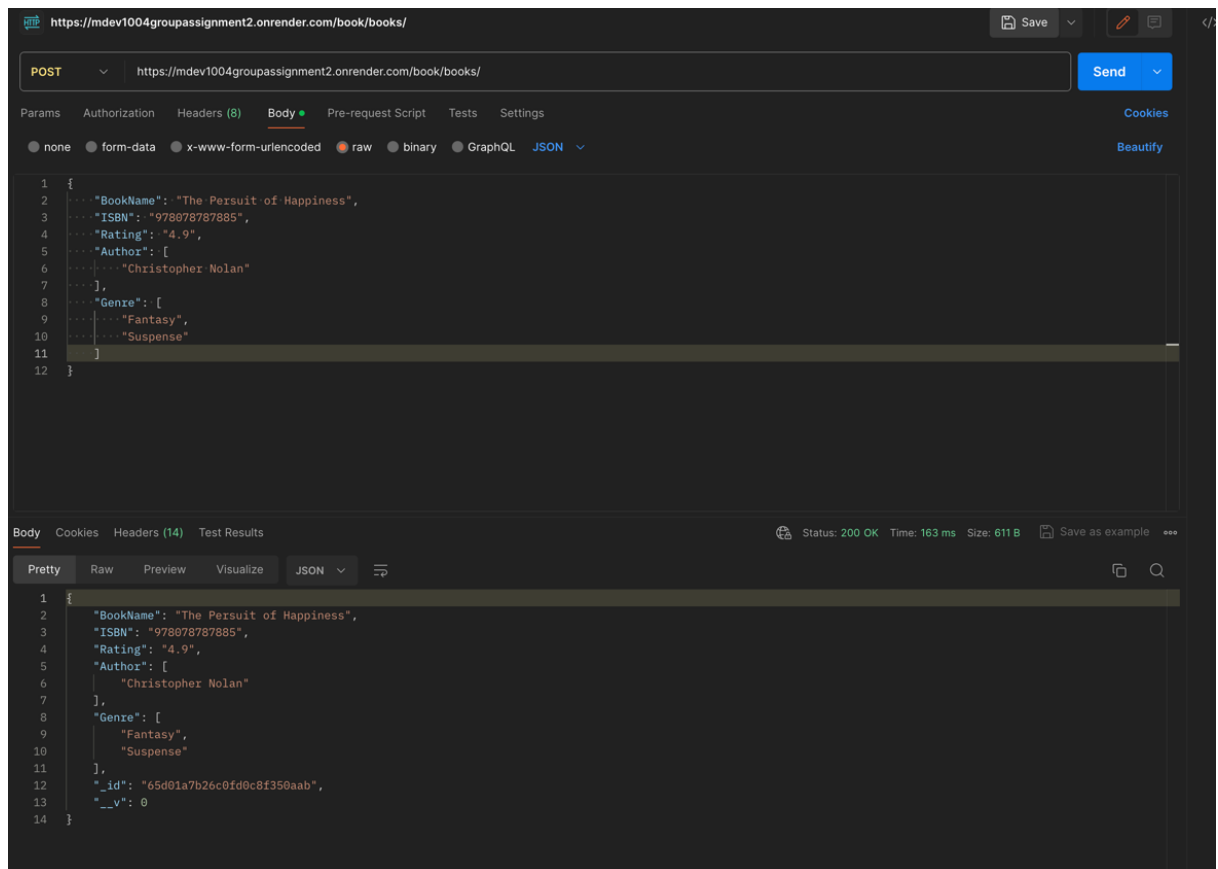 HTTP https://mdev1004groupassignment2.onrender.com/book/books/ Save </>
POST https://mdev1004groupassignment2.onrender.com/book/books/ Send
Params Authorization Headers (8) Body Pre-request Script Tests Settings Cookies
none form-data x-www-form-urlencoded raw binary GraphQL JSON Beautify
1 {
2 "BookName": "The Persuit of Happiness",
3 "ISBN": "978078787885",
4 "Rating": "4.9",
5 "Author": [
6 "Christopher Nolan"
7 ],
8 "Genre": [
9 "Fantasy",
10 "Suspense"
11 ]
12 }
Body Cookies Headers (14) Test Results Status: 200 OK Time: 163 ms Size: 611 B Save as example
Pretty Raw Preview Visualize JSON
1 {
2 "BookName": "The Persuit of Happiness",
3 "ISBN": "978078787885",
4 "Rating": "4.9",
5 "Author": [
6 "Christopher Nolan"
7 ],
8 "Genre": [
9 "Fantasy",
10 "Suspense"
11 ],
12 "_id": "65d01a7b26c0fd0c8f350aab",
13 "__v": 0
14 }